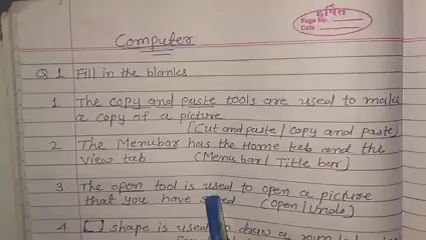 हर्षित
Page No.:
Date:
Computer
Q 1 Fill in the blanks
1 The copy and paste tools are used to make
a copy of a picture
[Cut and paste / copy and paste)
2 The Menubar has the Home tab and the
view tab (Menu bar / Title bar)
3 The open tool is used to open a picture
that you have (Open / Undo)
4 shape is used to draw a